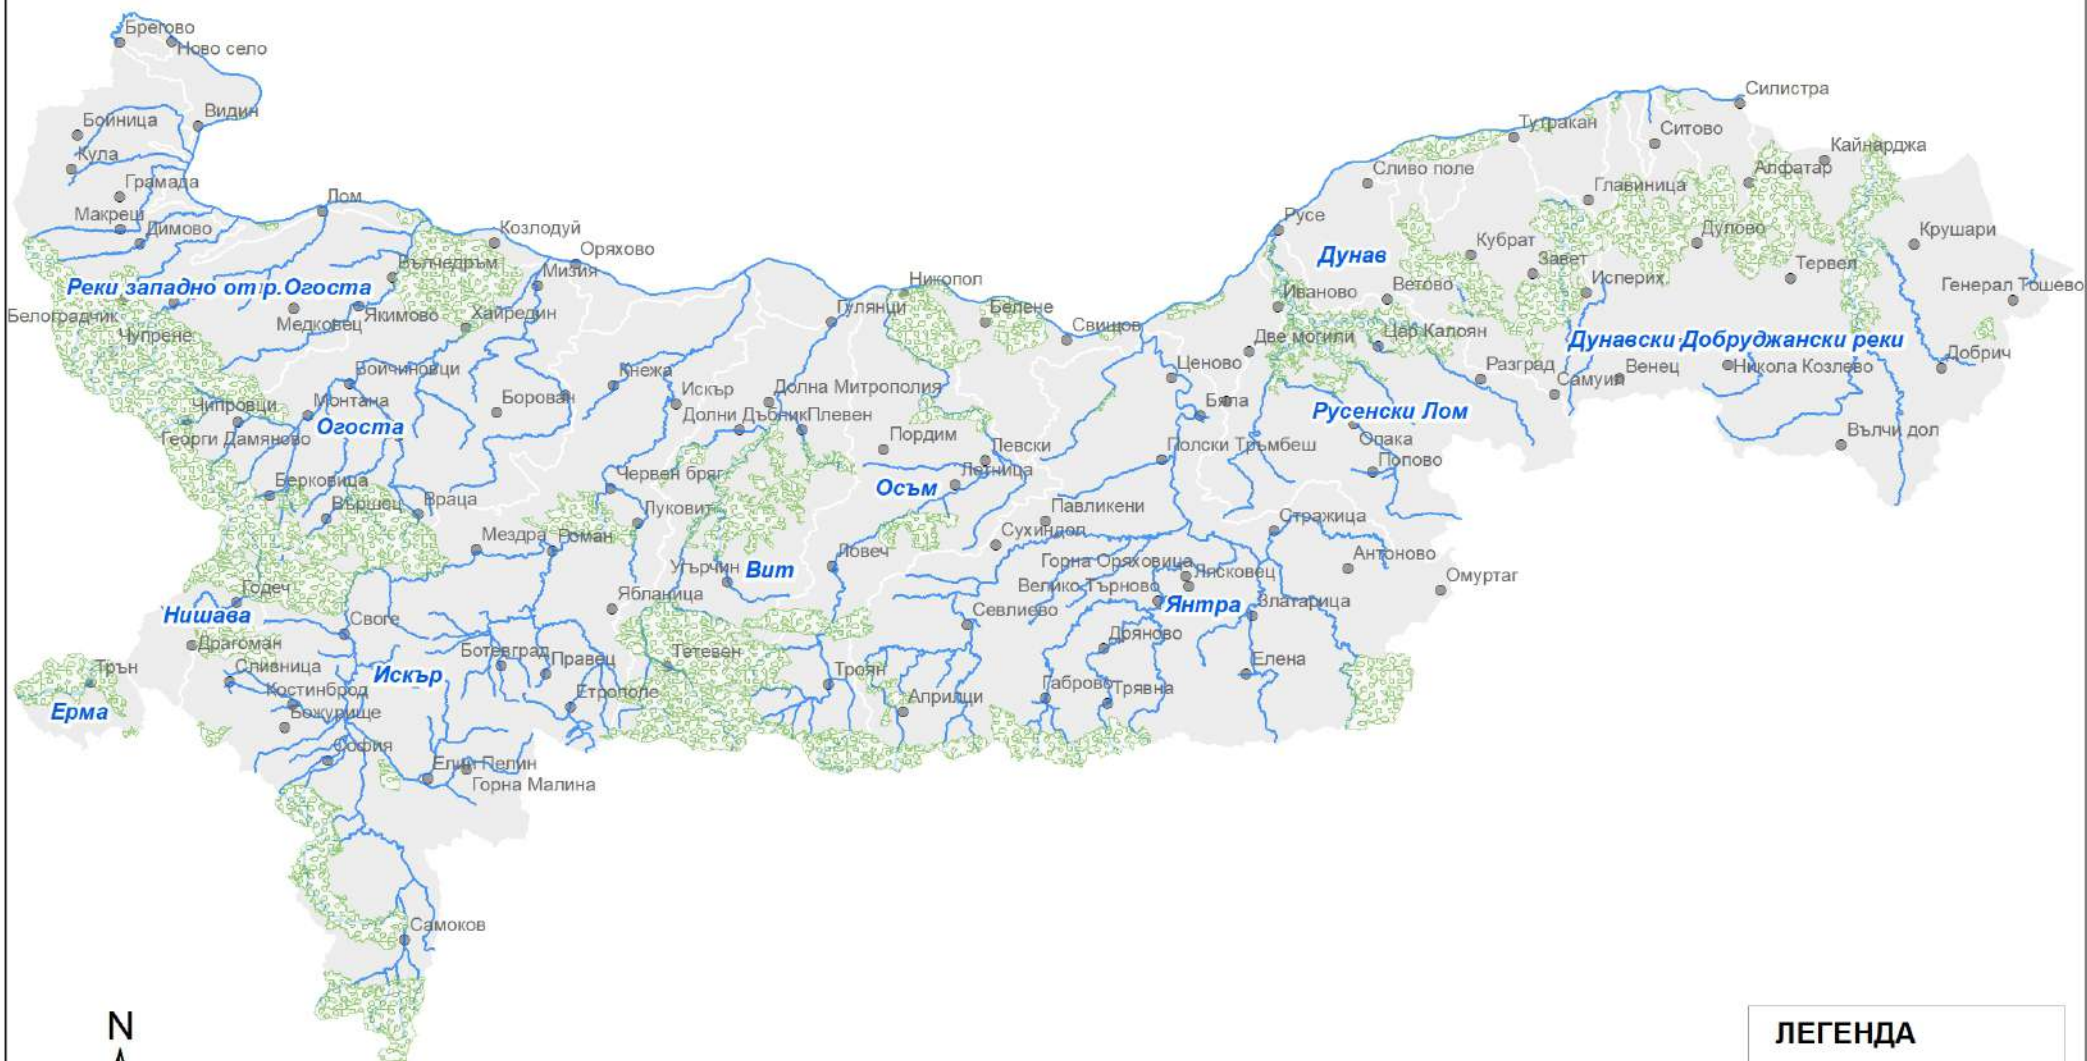 Брегово
Ново село
Видин
Бойница
Кула
Грамада
Макреш
Димово
Лом
Козлодуй
Оряхово
Вълчедръм
Мизия
Реки западно от р.Огоста
Белоградчик
Чупрене
Медковец
Якимово
Хайредин
Войчиновци
Монтана
Чипровци
Огоста
Георги Дамяново
Борован
Кнежа
Искър
Берковица
Вършец
Враца
Мездра
Роман
Червен бряг
Луковит
Никопол
Гулянци
Белене
Свищов
Долна Митрополия
Долни Дъбник
Плевен
Пордим
Левски
Летница
Осъм
Павликени
Сухиндол
Ловеч
Угърчин
Вит
Ябланица
Тетевен
Троян
Априлци
Севлиево
Годеч
Нишава
Драгоман
Своге
Сливница
Костинброд
Божурище
Искър
Ботевград
Правец
Етрополе
Трън
Ерма
София
Елин Пелин
Горна Малина
Самоков
Силистра
Тутракан
Ситово
Кайнарджа
Алфатар
Сливо поле
Главиница
Русе
Дунав
Кубрат
Завет
Дулово
Крушари
Исперих
Тервел
Генерал Тошево
Иваново
Ветово
Две могили
Цар Калоян
Дунавски Добруджански реки
Ценово
Разград
Самуил
Венец
Никола Козлево
Добрич
Бяла
Русенски Лом
Опака
Попово
Вълчи дол
Полски Тръмбеш
Стражица
Антоново
Омуртаг
Горна Оряховица
Лясковец
Велико Търново
Янтра
Златарица
Дряново
Елена
Габрово
Трявна
N
ЛЕГЕНДА